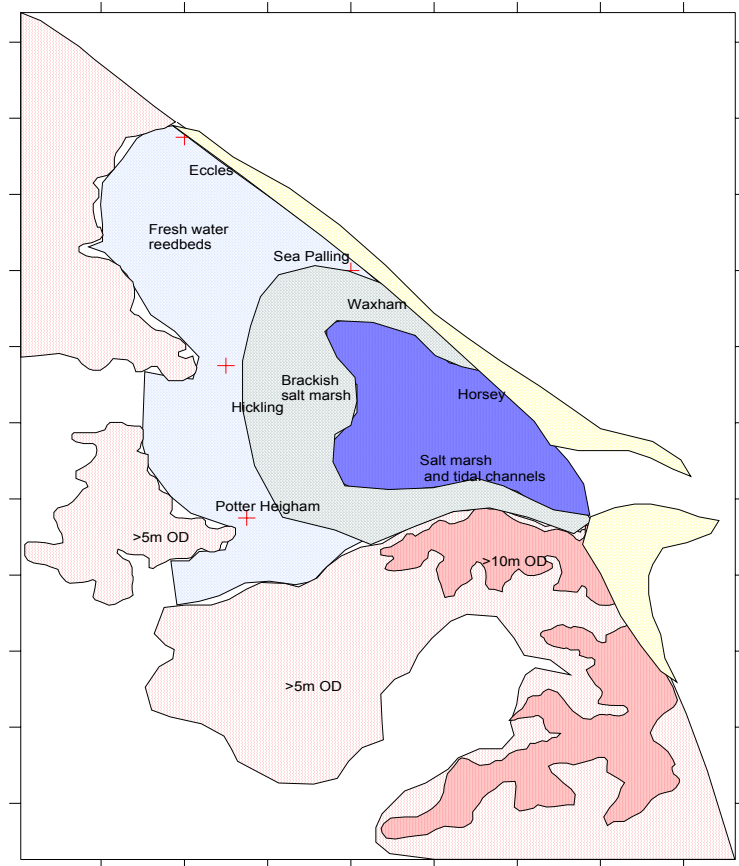 Eccles
Fresh water
reedbeds
Sea Palling
Waxham
Brackish
salt marsh
Horsey
Hickling
Salt marsh
and tidal channels
Potter Heigham
>5m OD
>10m OD
>5m OD